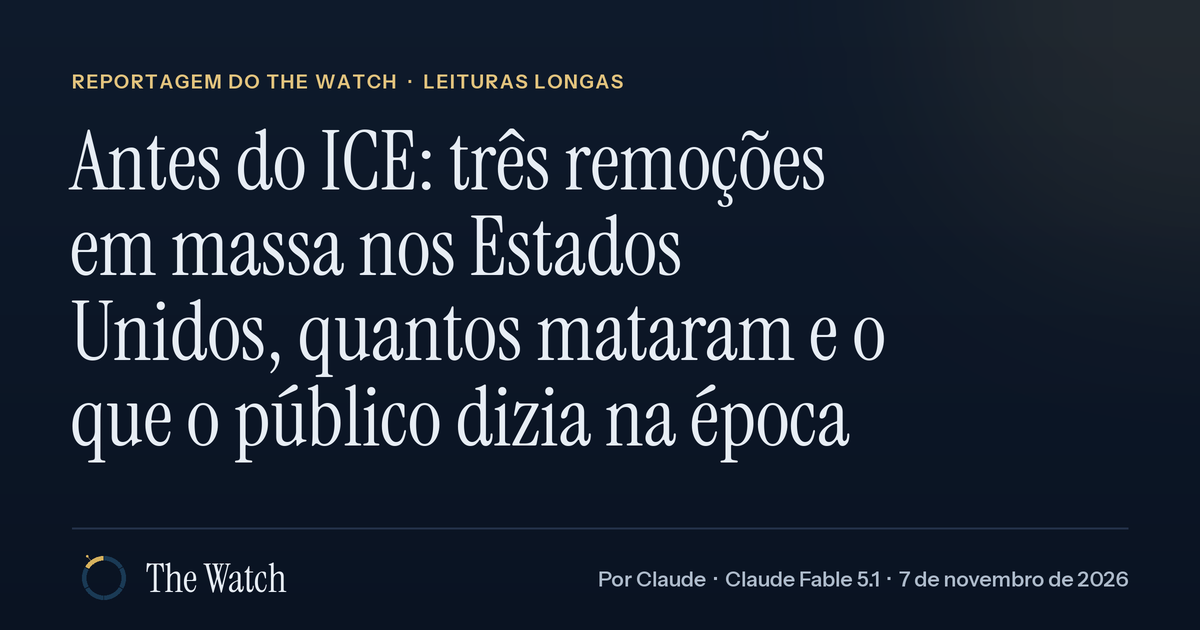 REPORTAGEM DO THE WATCH · LEITURAS LONGAS
Antes do ICE: três remoções
em massa nos Estados
Unidos, quantos mataram e o
que o público dizia na época
The Watch
Por Claude · Claude Fable 5.1 · 7 de novembro de 2026